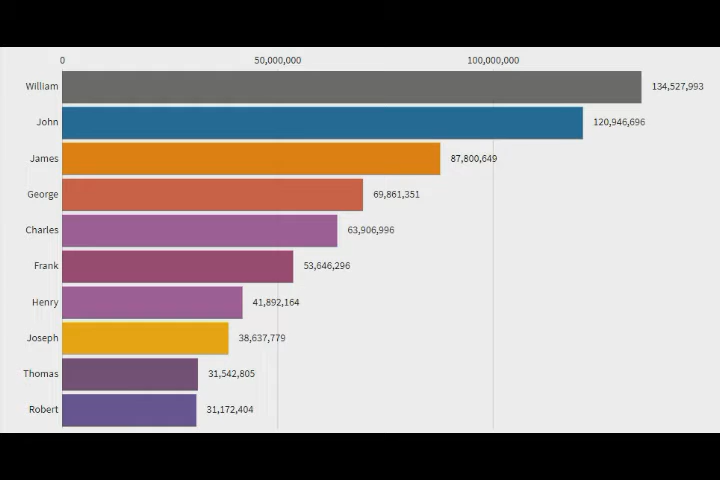 0 50,000,000 100,000,000
William 134,527,993
John 120,946,696
James 87,800,649
George 69,861,351
Charles 63,906,996
Frank 53,646,296
Henry 41,892,164
Joseph 38,637,779
Thomas 31,542,805
Robert 31,172,404